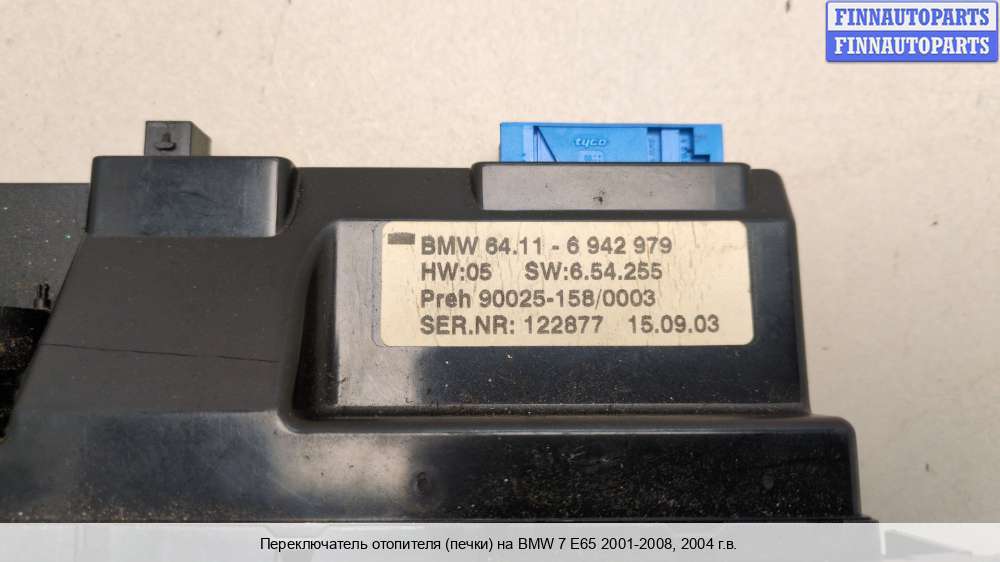 FINNAUTOPARTS
FINNAUTOPARTS
tyco
BMW 64.11 - 6 942 979
HW:05 SW:6.54.255
Preh 90025-158/0003
SER.NR: 122877 15.09.03
Переключатель отопителя (печки) на BMW 7 E65 2001-2008, 2004 г.в.